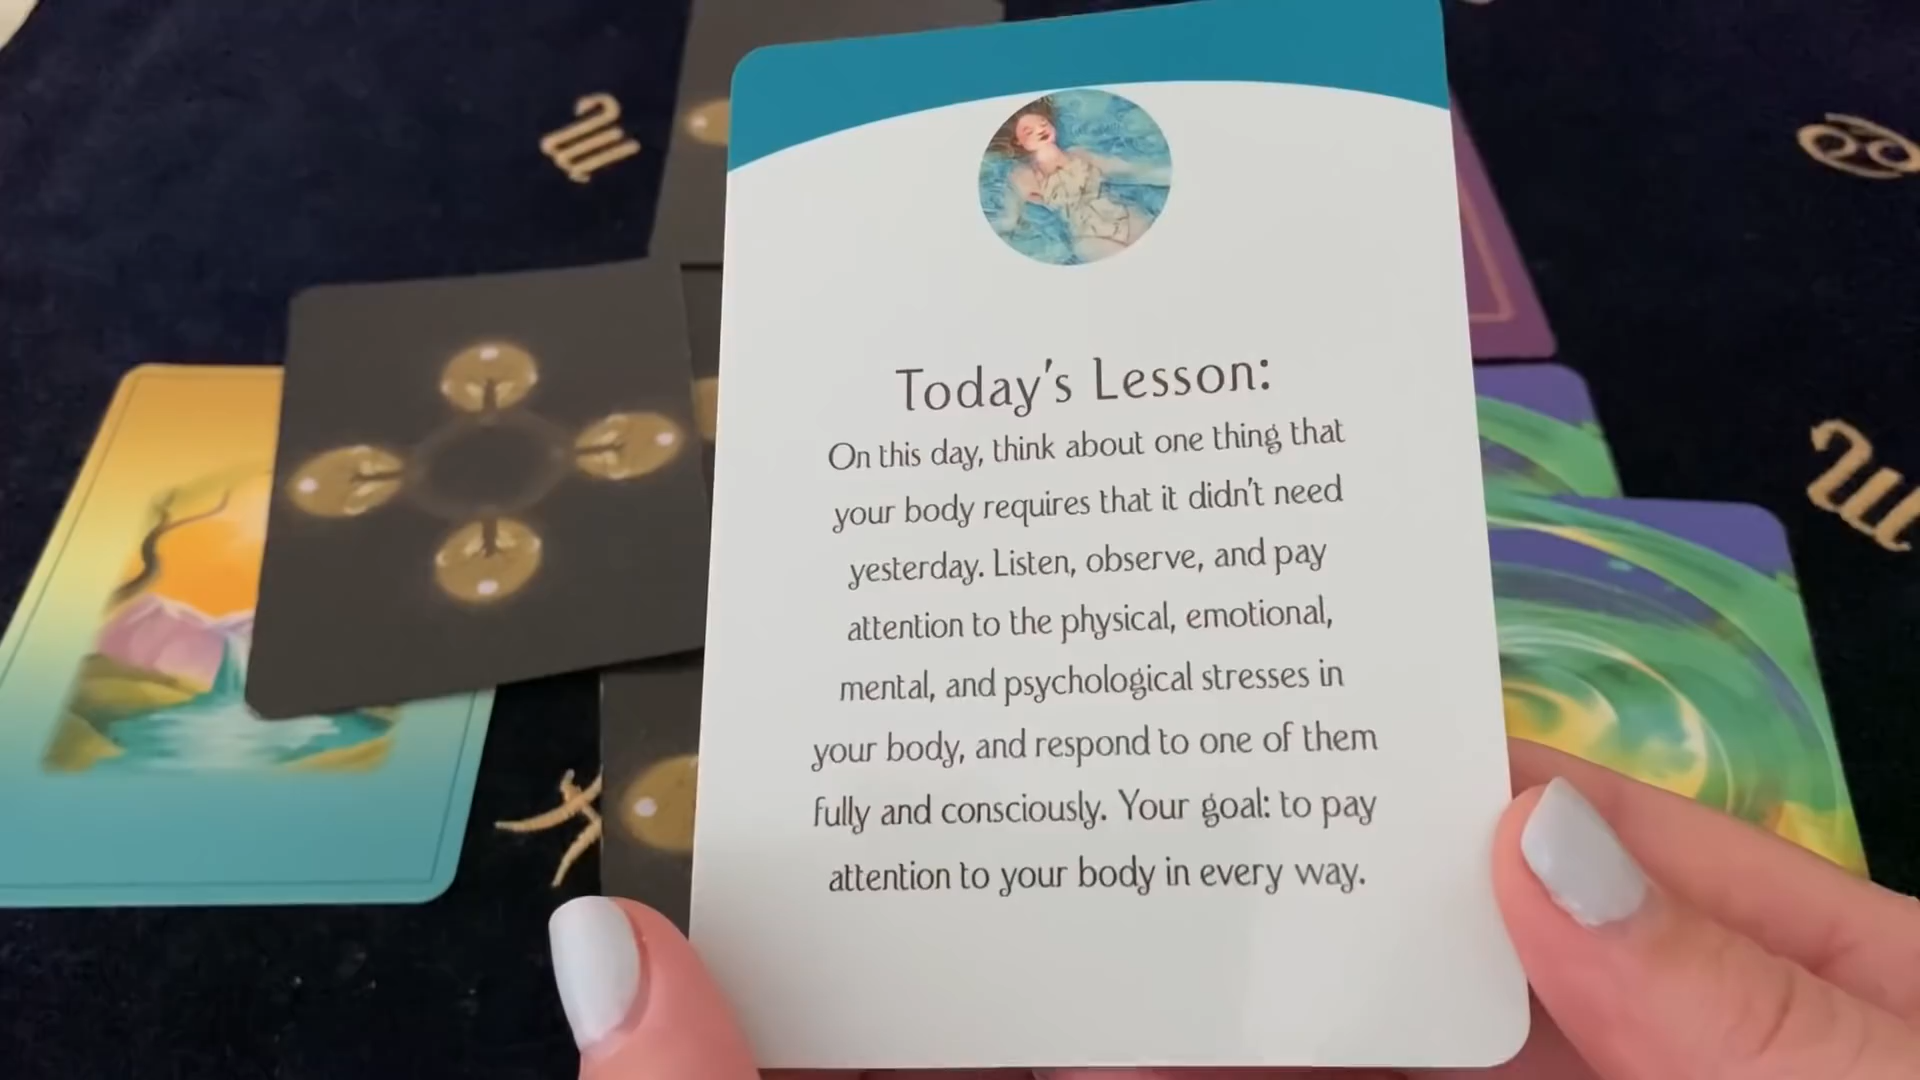 Today's Lesson:
On this day, think about one thing that
your body requires that it didn't need
yesterday. Listen, observe, and pay
attention to the physical, emotional,
mental, and psychological stresses in
your body, and respond to one of them
fully and consciously. Your goal: to pay
attention to your body in every way.